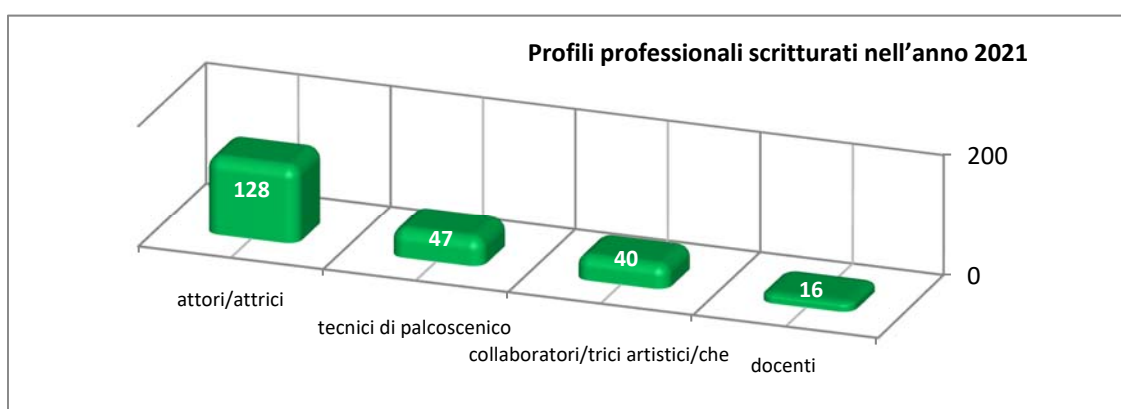 Profili professionali scritturati nell’anno 2021
200
0
128
47
40
16
attori/attrici
tecnici di palcoscenico
collaboratori/trici artistici/che
docenti